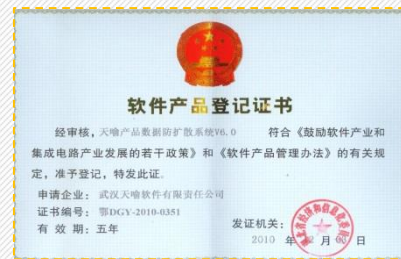 软件产品登记证书
经审核，天喻产品数据防扩散系统V6.0 符合《鼓励软件产业和
集成电路产业发展的若干政策》和《软件产品管理办法》的有关规
定，准予登记，特发此证。
申请企业：武汉天喻软件有限责任公司
证书编号：鄂DGY-2010-0351
有 效 期：五年
发证机关：
2010 年 月 日